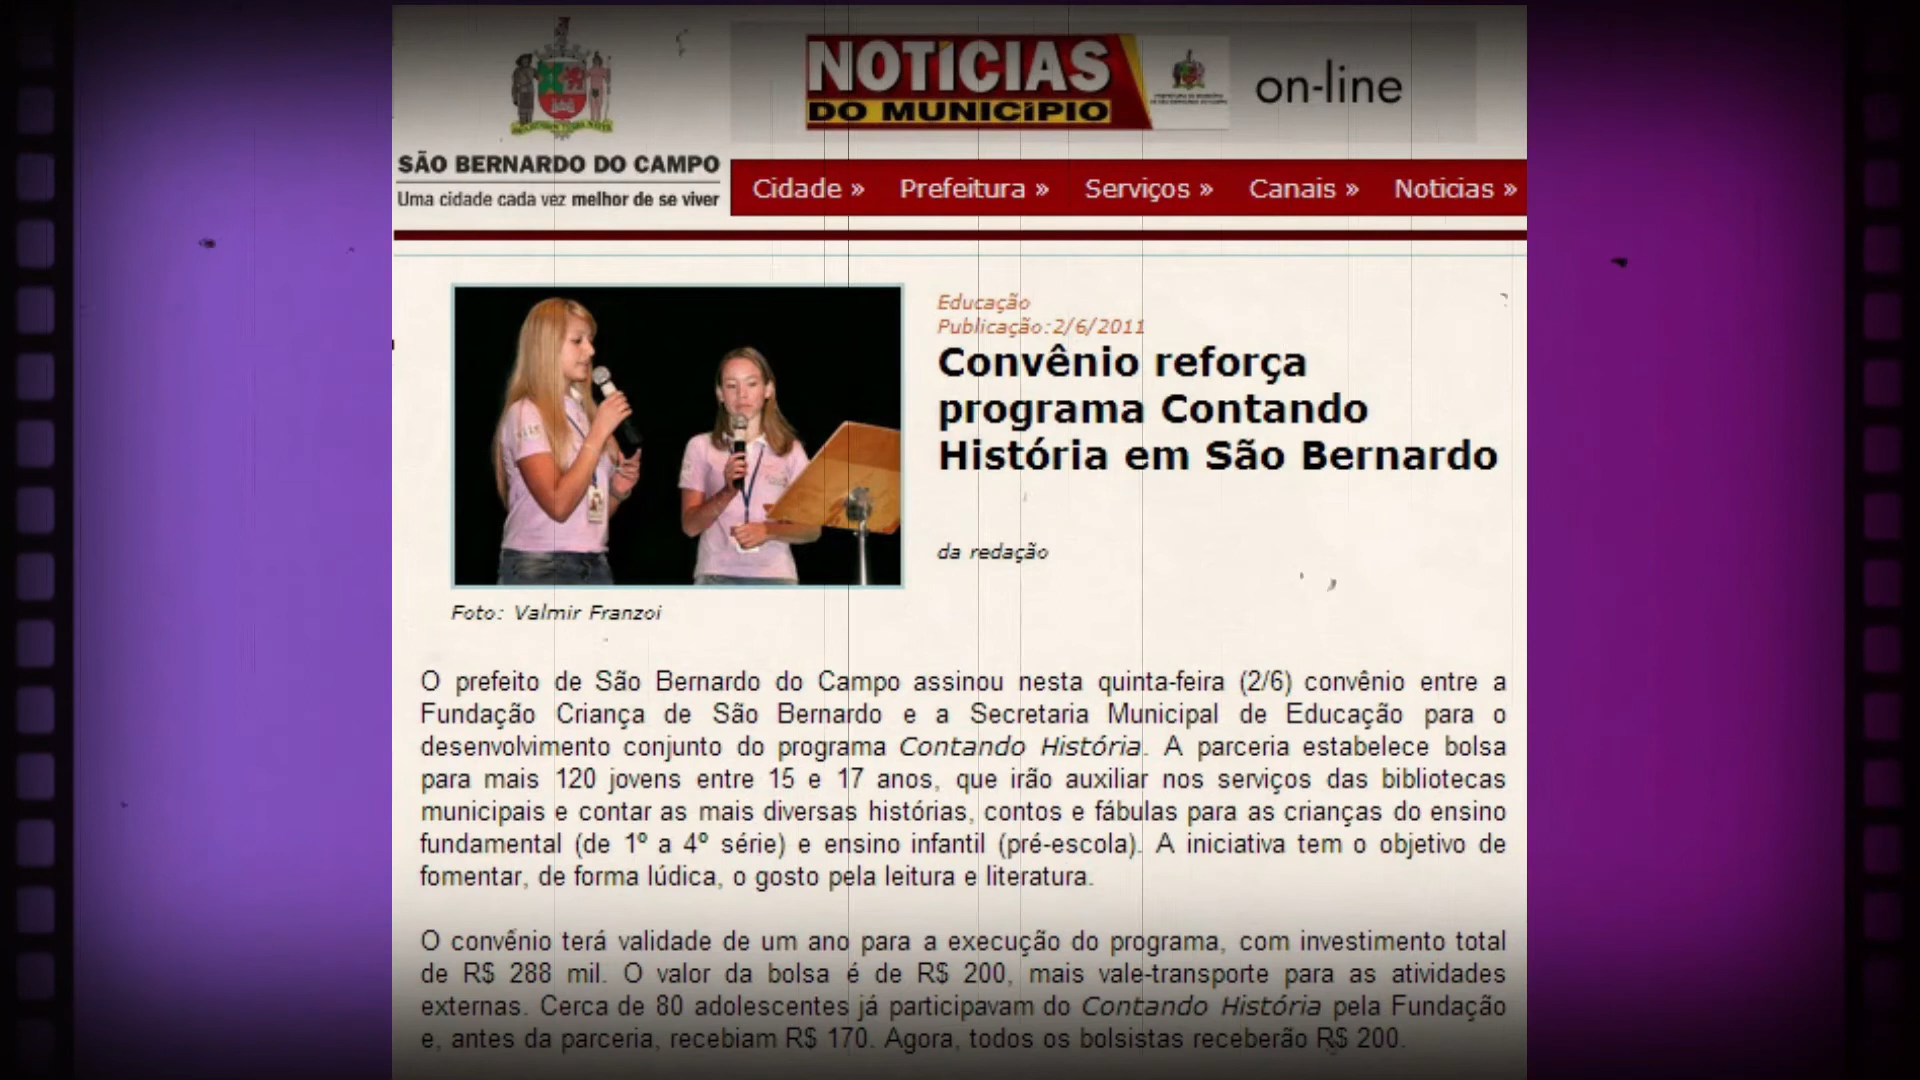 NOTÍCIAS
DO MUNICÍPIO
on-line
SÃO BERNARDO DO CAMPO
Uma cidade cada vez melhor de se viver
Cidade » Prefeitura » Serviços » Canais » Noticias »
Educação
Publicação:2/6/2011
Convênio reforça
programa Contando
História em São Bernardo
da redação
Foto: Valmir Franzoi
O prefeito de São Bernardo do Campo assinou nesta quinta-feira (2/6) convênio entre a
Fundação Criança de São Bernardo e a Secretaria Municipal de Educação para o
desenvolvimento conjunto do programa Contando História. A parceria estabelece bolsa
para mais 120 jovens entre 15 e 17 anos, que irão auxiliar nos serviços das bibliotecas
municipais e contar as mais diversas histórias, contos e fábulas para as crianças do ensino
fundamental (de 1º a 4º série) e ensino infantil (pré-escola). A iniciativa tem o objetivo de
fomentar, de forma lúdica, o gosto pela leitura e literatura.
O convênio terá validade de um ano para a execução do programa, com investimento total
de R$ 288 mil. O valor da bolsa é de R$ 200, mais vale-transporte para as atividades
externas. Cerca de 80 adolescentes já participavam do Contando História pela Fundação
e, antes da parceria, recebiam R$ 170. Agora, todos os bolsistas receberão R$ 200.